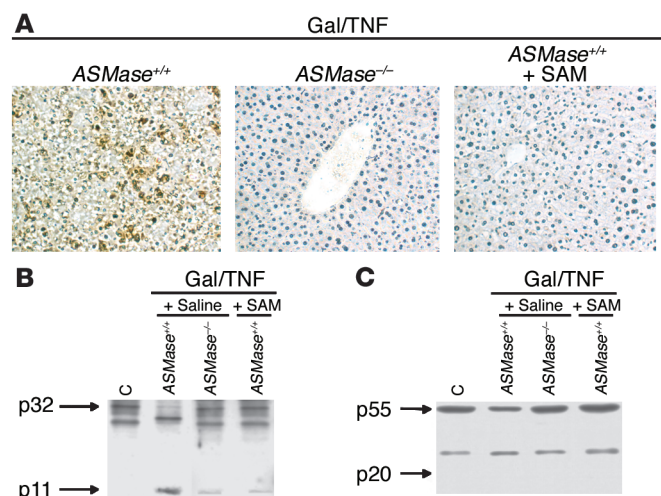 A
Gal/TNF
ASMase+/+
ASMase–/–
ASMase+/+
+ SAM
B
Gal/TNF
+ Saline + SAM
C ASMase+/+ ASMase–/– ASMase+/+
p32
p11
C
Gal/TNF
+ Saline + SAM
C ASMase+/+ ASMase–/– ASMase+/+
p55
p20